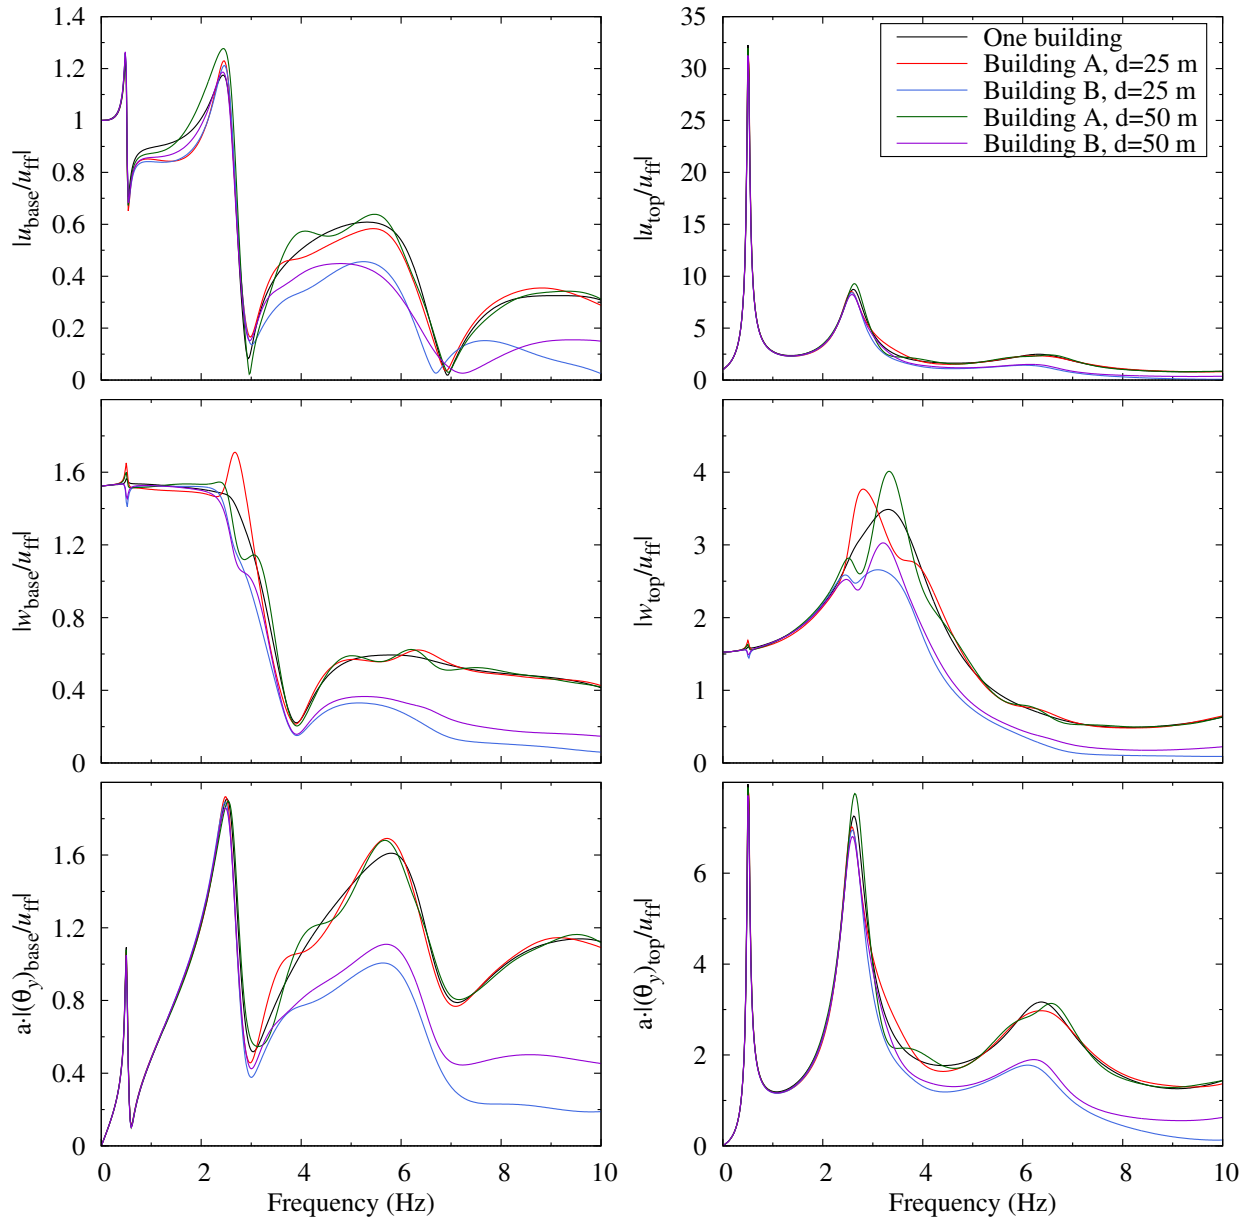 1.4
1.2
1
0.8
0.6
0.4
0.2
0
|u_base/u_ff|
35
30
25
20
15
10
5
0
|u_top/u_ff|
One building
Building A, d=25 m
Building B, d=25 m
Building A, d=50 m
Building B, d=50 m
1.6
1.2
0.8
0.4
0
|w_base/u_ff|
4
3
2
1
0
|w_top/u_ff|
1.6
1.2
0.8
0.4
0
a·|(θ_y)_base/u_ff|
0 2 4 6 8 10
Frequency (Hz)
6
4
2
0
a·|(θ_y)_top/u_ff|
0 2 4 6 8 10
Frequency (Hz)